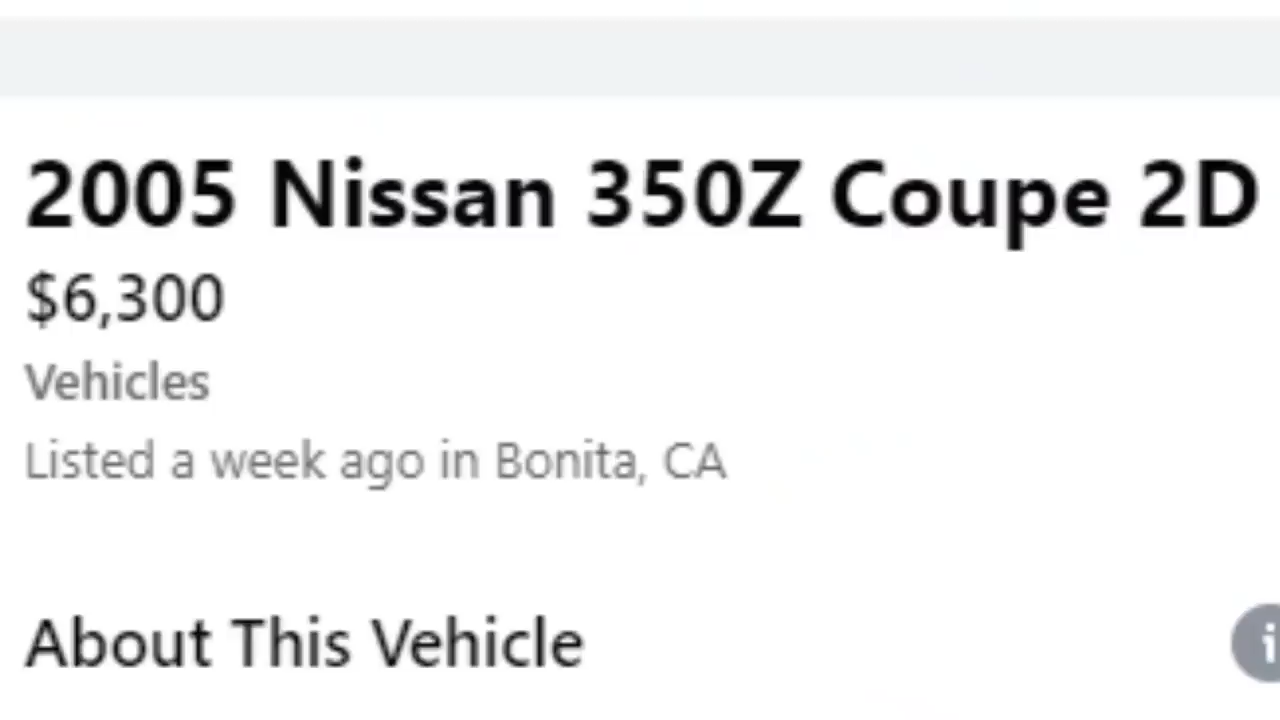 2005 Nissan 350Z Coupe 2D
$6,300
Vehicles
Listed a week ago in Bonita, CA
About This Vehicle
i